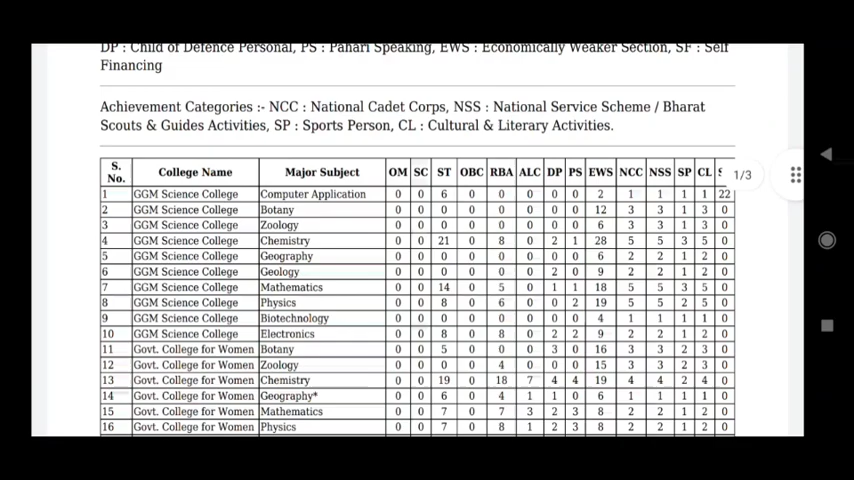 DP : Child of Defence Personal, PS : Pahari Speaking, EWS : Economically Weaker Section, SF : Self
Financing
Achievement Categories :- NCC : National Cadet Corps, NSS : National Service Scheme / Bharat
Scouts & Guides Activities, SP : Sports Person, CL : Cultural & Literary Activities.
S. No. College Name Major Subject OM SC ST OBC RBA ALC DP PS EWS NCC NSS SP CL S
1/3
1 GGM Science College Computer Application 0 0 6 0 0 0 0 0 2 1 1 1 1 22
2 GGM Science College Botany 0 0 0 0 0 0 0 0 12 3 3 1 3 0
3 GGM Science College Zoology 0 0 0 0 0 0 0 0 6 3 3 1 3 0
4 GGM Science College Chemistry 0 0 21 0 8 0 2 1 28 5 5 3 5 0
5 GGM Science College Geography 0 0 0 0 0 0 0 0 6 2 2 1 2 0
6 GGM Science College Geology 0 0 0 0 0 0 2 0 9 2 2 1 2 0
7 GGM Science College Mathematics 0 0 14 0 5 0 1 1 18 5 5 3 5 0
8 GGM Science College Physics 0 0 8 0 6 0 0 2 19 5 5 2 5 0
9 GGM Science College Biotechnology 0 0 0 0 0 0 0 0 4 1 1 1 1 0
10 GGM Science College Electronics 0 0 8 0 8 0 2 2 9 2 2 1 2 0
11 Govt. College for Women Botany 0 0 5 0 0 0 3 0 16 3 3 2 3 0
12 Govt. College for Women Zoology 0 0 0 0 4 0 0 0 15 3 3 2 3 0
13 Govt. College for Women Chemistry 0 0 19 0 18 7 4 4 19 4 4 2 4 0
14 Govt. College for Women Geography* 0 0 6 0 4 1 1 0 6 1 1 1 1 0
15 Govt. College for Women Mathematics 0 0 7 0 7 3 2 3 8 2 2 1 2 0
16 Govt. College for Women Physics 0 0 7 0 8 1 2 3 8 2 2 1 2 0